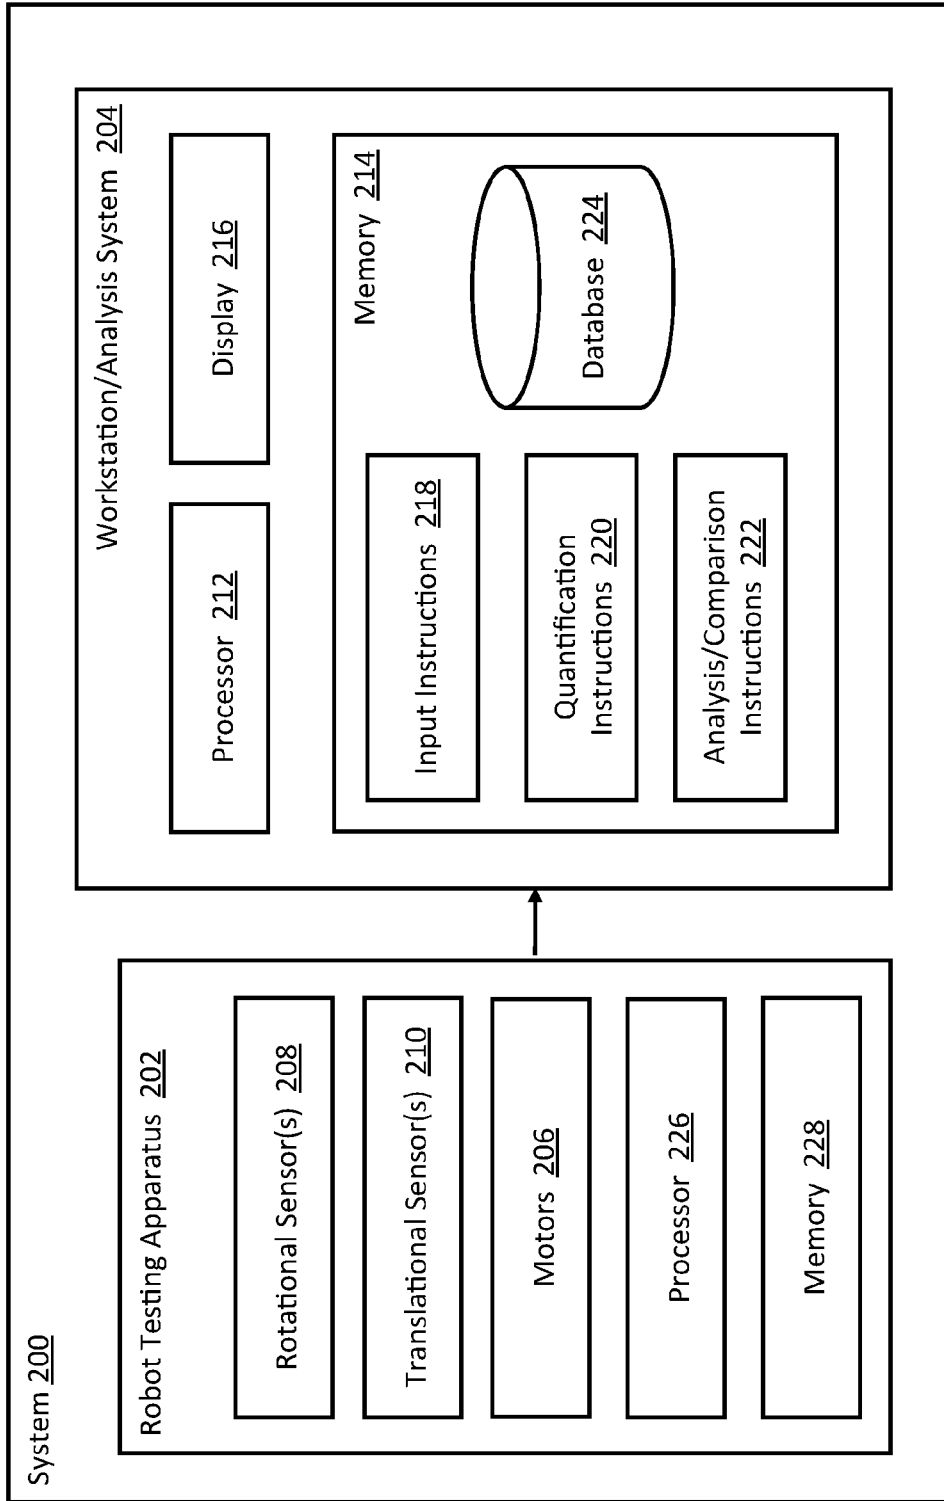 System 200
Robot Testing Apparatus 202
Rotational Sensor(s) 208
Translational Sensor(s) 210
Motors 206
Processor 226
Memory 228
Workstation/Analysis System 204
Processor 212
Display 216
Memory 214
Input Instructions 218
Quantification
Instructions 220
Analysis/Comparison
Instructions 222
Database 224